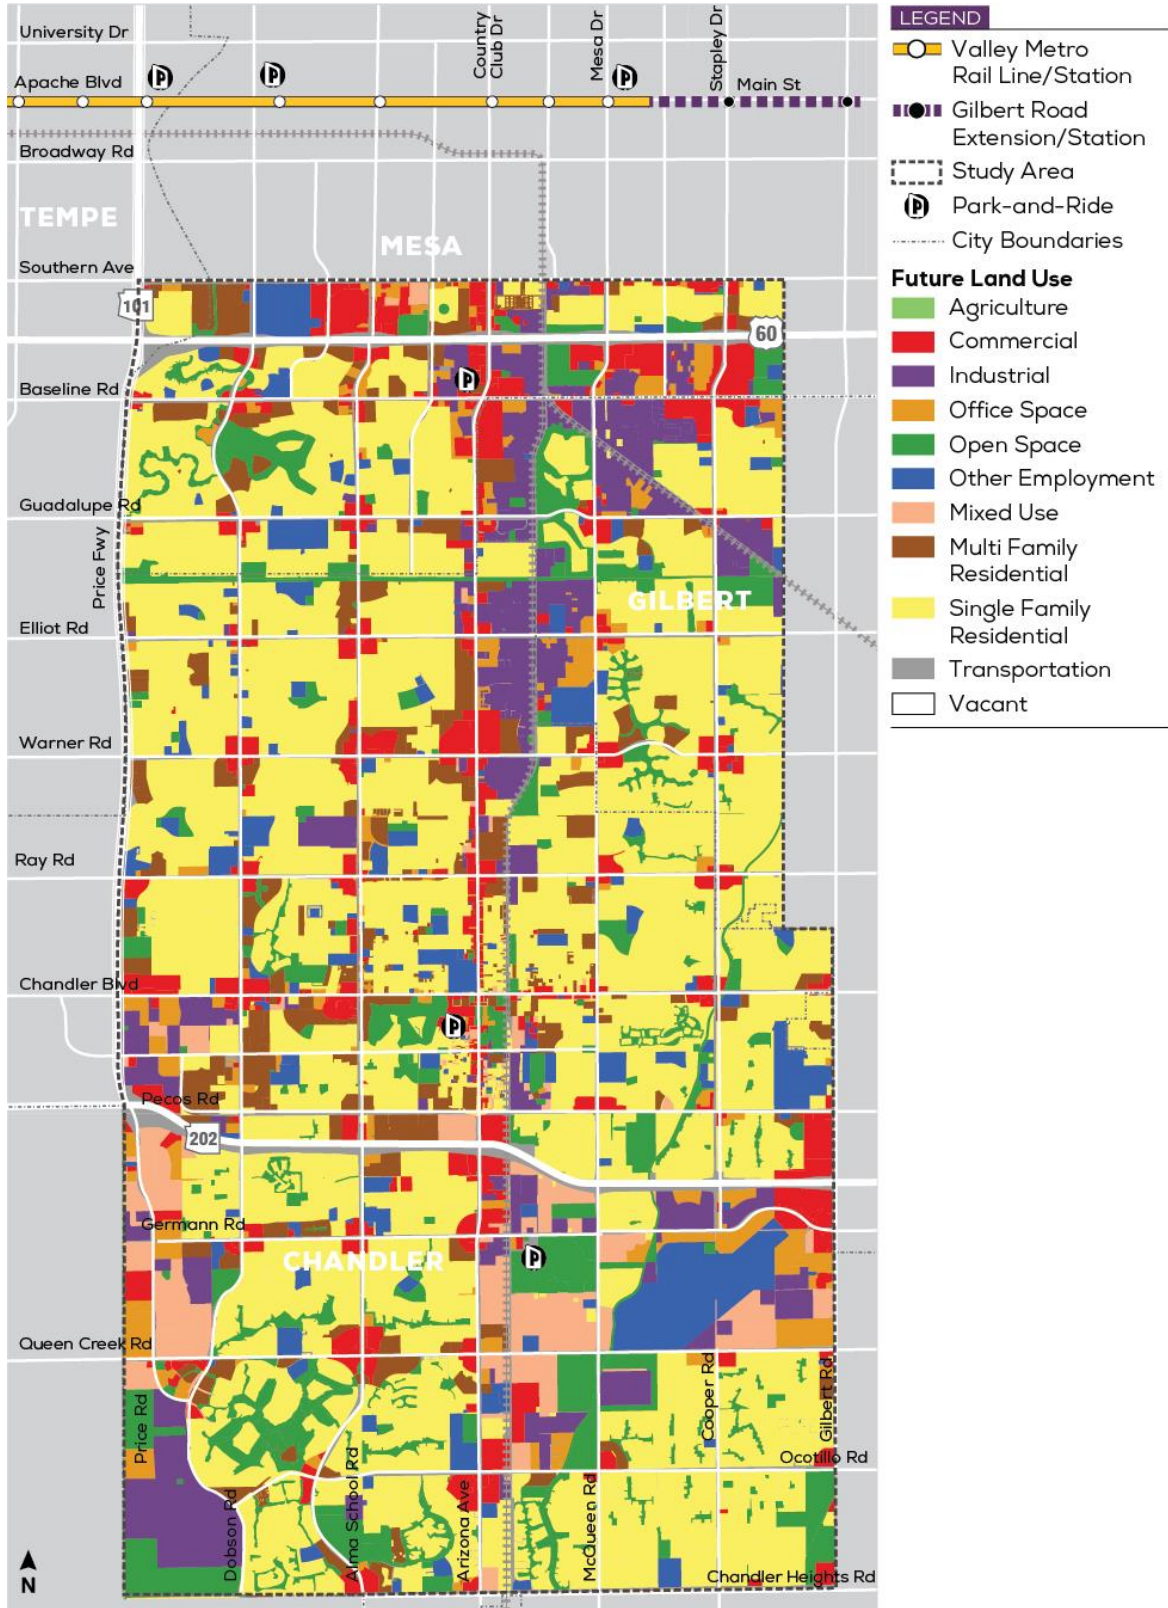 University Dr
Apache Blvd
Country
Club Dr
Mesa Dr
Stapley Dr
Main St
Broadway Rd
TEMPE
MESA
Southern Ave
101
60
Baseline Rd
Guadalupe Rd
Price Fwy
GILBERT
Elliot Rd
Warner Rd
Ray Rd
Chandler Blvd
Pecos Rd
202
Germann Rd
CHANDLER
Queen Creek Rd
Price Rd
Cooper Rd
Gilbert Rd
Ocotillo Rd
Dobson Rd
Alma School Rd
Arizona Ave
McQueen Rd
Chandler Heights Rd
N
P
P
P
P
P
P
LEGEND
Valley Metro
Rail Line/Station
Gilbert Road
Extension/Station
Study Area
P
Park-and-Ride
City Boundaries
Future Land Use
Agriculture
Commercial
Industrial
Office Space
Open Space
Other Employment
Mixed Use
Multi Family
Residential
Single Family
Residential
Transportation
Vacant